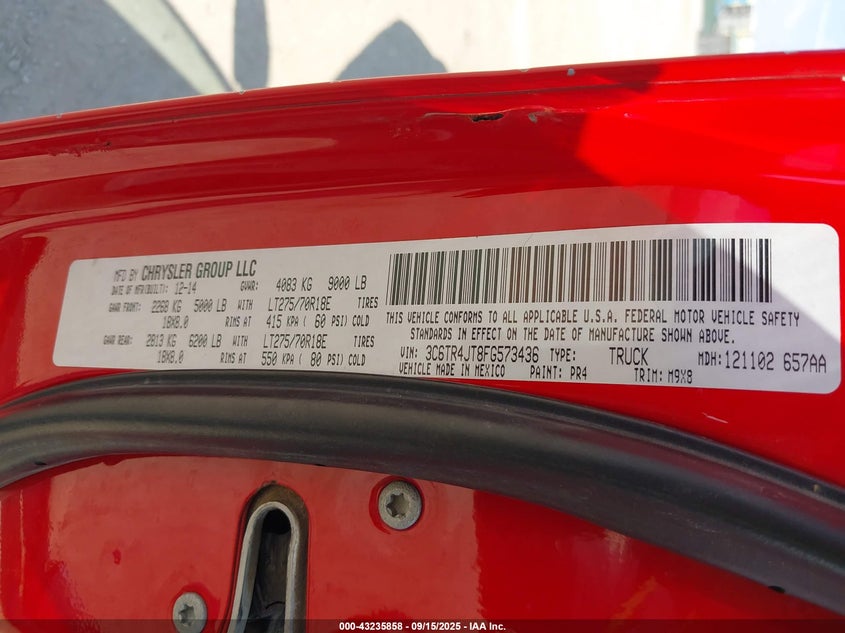 MFD BY CHRYSLER GROUP LLC
DATE OF MFR(BUILT): 12-14 GVWR: 4083 KG 9000 LB
GAWR FRONT: 2268 KG 5000 LB LT275/70R18E TIRES
18X8.0 RIMS AT 415 KPA ( 60 PSI) COLD
GAWR REAR: 2813 KG 6200 LB LT275/70R18E TIRES
18X8.0 RIMS AT 550 KPA ( 80 PSI) COLD
THIS VEHICLE CONFORMS TO ALL APPLICABLE U.S.A. FEDERAL MOTOR VEHICLE SAFETY
STANDARDS IN EFFECT ON THE DATE OF MANUFACTURE SHOWN ABOVE.
VIN: 3C6TR4JT8FG573436 TYPE: TRUCK MDH: 121102 657AA
VEHICLE MADE IN MEXICO PAINT: PR4 TRIM: M9X8
000-43235858 - 09/15/2025 - IAA Inc.